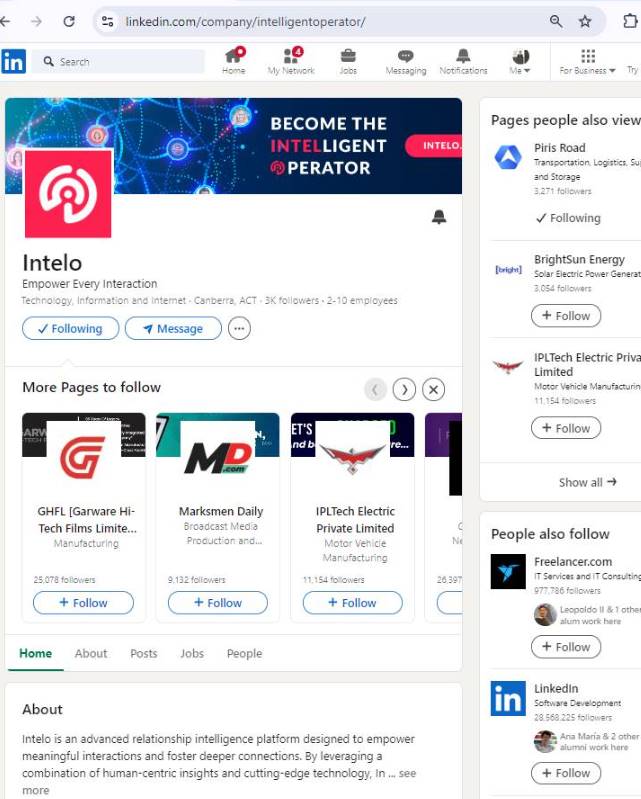 linkedin.com/company/intelligentoperator/
in
Search
Home
4
My Network
Jobs
Messaging
Notifications
Me
For Business
Try
BECOME THE
INTELLIGENT
OPERATOR
INTELO.
Intelo
Empower Every Interaction
Technology, Information and Internet · Canberra, ACT · 3K followers · 2-10 employees
Following
Message
More Pages to follow
GHFL [Garware Hi-
Tech Films Limite...
Manufacturing
25,078 followers
+ Follow
MD
.com
Marksmen Daily
Broadcast Media
Production and...
9,132 followers
+ Follow
LET'S
IPLTech Electric
Private Limited
Motor Vehicle
Manufacturing
11,154 followers
+ Follow
26,397
Home
About
Posts
Jobs
People
About
Intelo is an advanced relationship intelligence platform designed to empower
meaningful interactions and foster deeper connections. By leveraging a
combination of human-centric insights and cutting-edge technology, In ... see
more
Pages people also view
Piris Road
Transportation, Logistics, Su
and Storage
3,271 followers
Following
[bright]
BrightSun Energy
Solar Electric Power Generat
3,054 followers
+ Follow
IPLTech Electric Priva
Limited
Motor Vehicle Manufacturin
11,154 followers
+ Follow
Show all →
People also follow
Freelancer.com
IT Services and IT Consulting
977,786 followers
Leopoldo II & 1 other
alum work here
+ Follow
in
LinkedIn
Software Development
28,568,225 followers
Ana María & 2 other
alumni work here
+ Follow